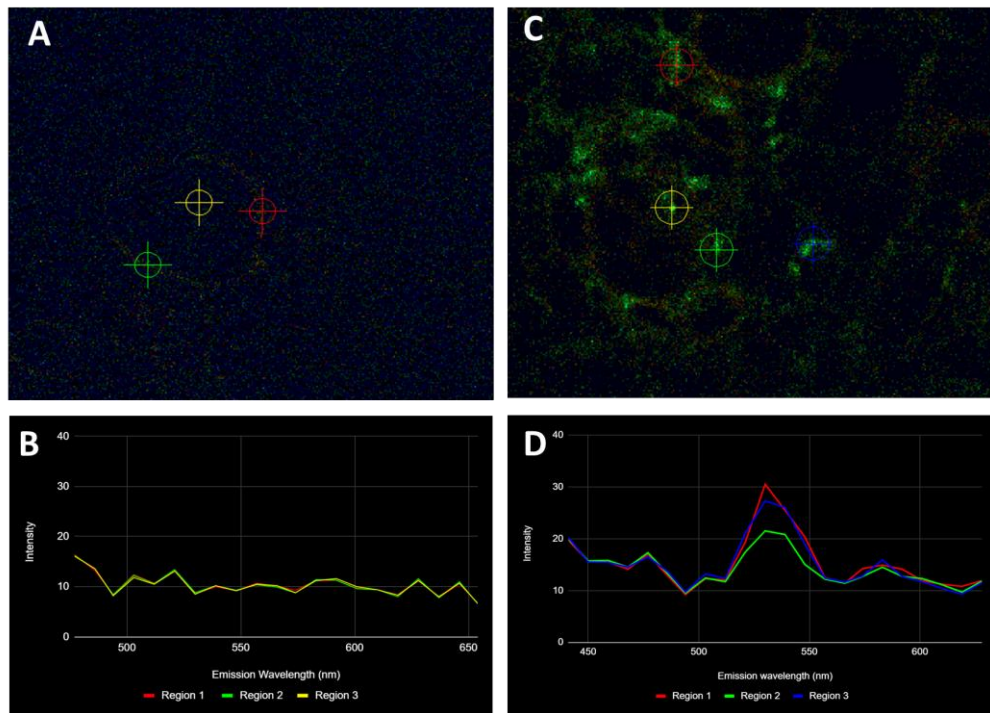 A
C
B
40
30
20
10
0
Intensity
500
550
600
650
Emission Wavelength (nm)
Region 1
Region 2
Region 3
D
40
30
20
10
0
Intensity
450
500
550
600
Emission wavelength (nm)
Region 1
Region 2
Region 3